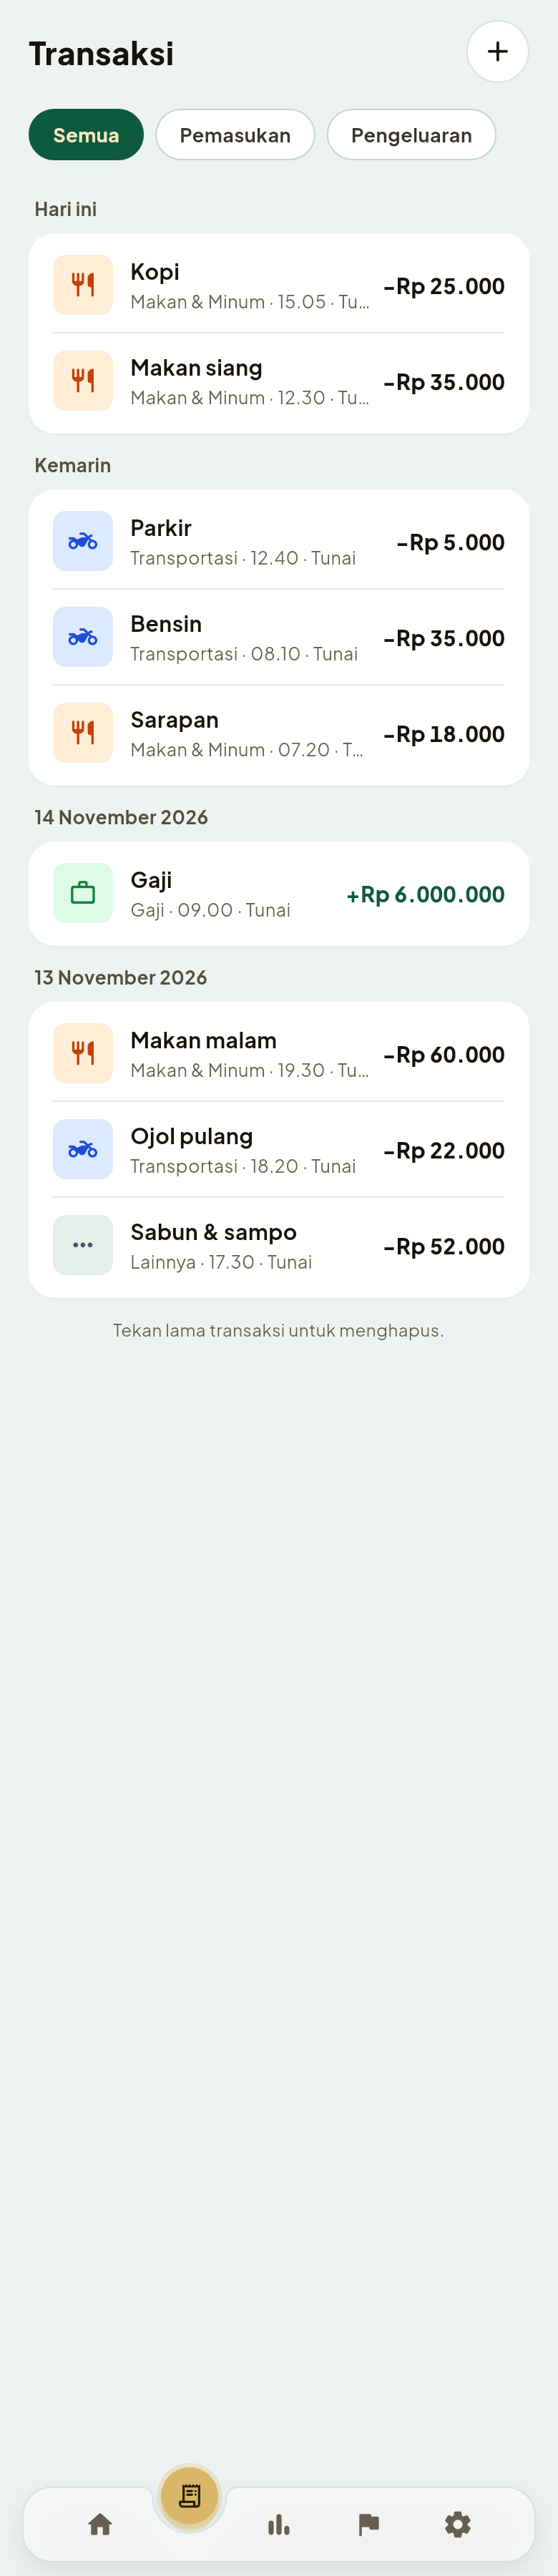 Transaksi
Semua
Pemasukan
Pengeluaran
Hari ini
Kopi
Makan & Minum · 15.05 · Tu...
-Rp 25.000
Makan siang
Makan & Minum · 12.30 · Tu...
-Rp 35.000
Kemarin
Parkir
Transportasi · 12.40 · Tunai
-Rp 5.000
Bensin
Transportasi · 08.10 · Tunai
-Rp 35.000
Sarapan
Makan & Minum · 07.20 · T...
-Rp 18.000
14 November 2026
Gaji
Gaji · 09.00 · Tunai
+Rp 6.000.000
13 November 2026
Makan malam
Makan & Minum · 19.30 · Tu...
-Rp 60.000
Ojol pulang
Transportasi · 18.20 · Tunai
-Rp 22.000
Sabun & sampo
Lainnya · 17.30 · Tunai
-Rp 52.000
Tekan lama transaksi untuk menghapus.